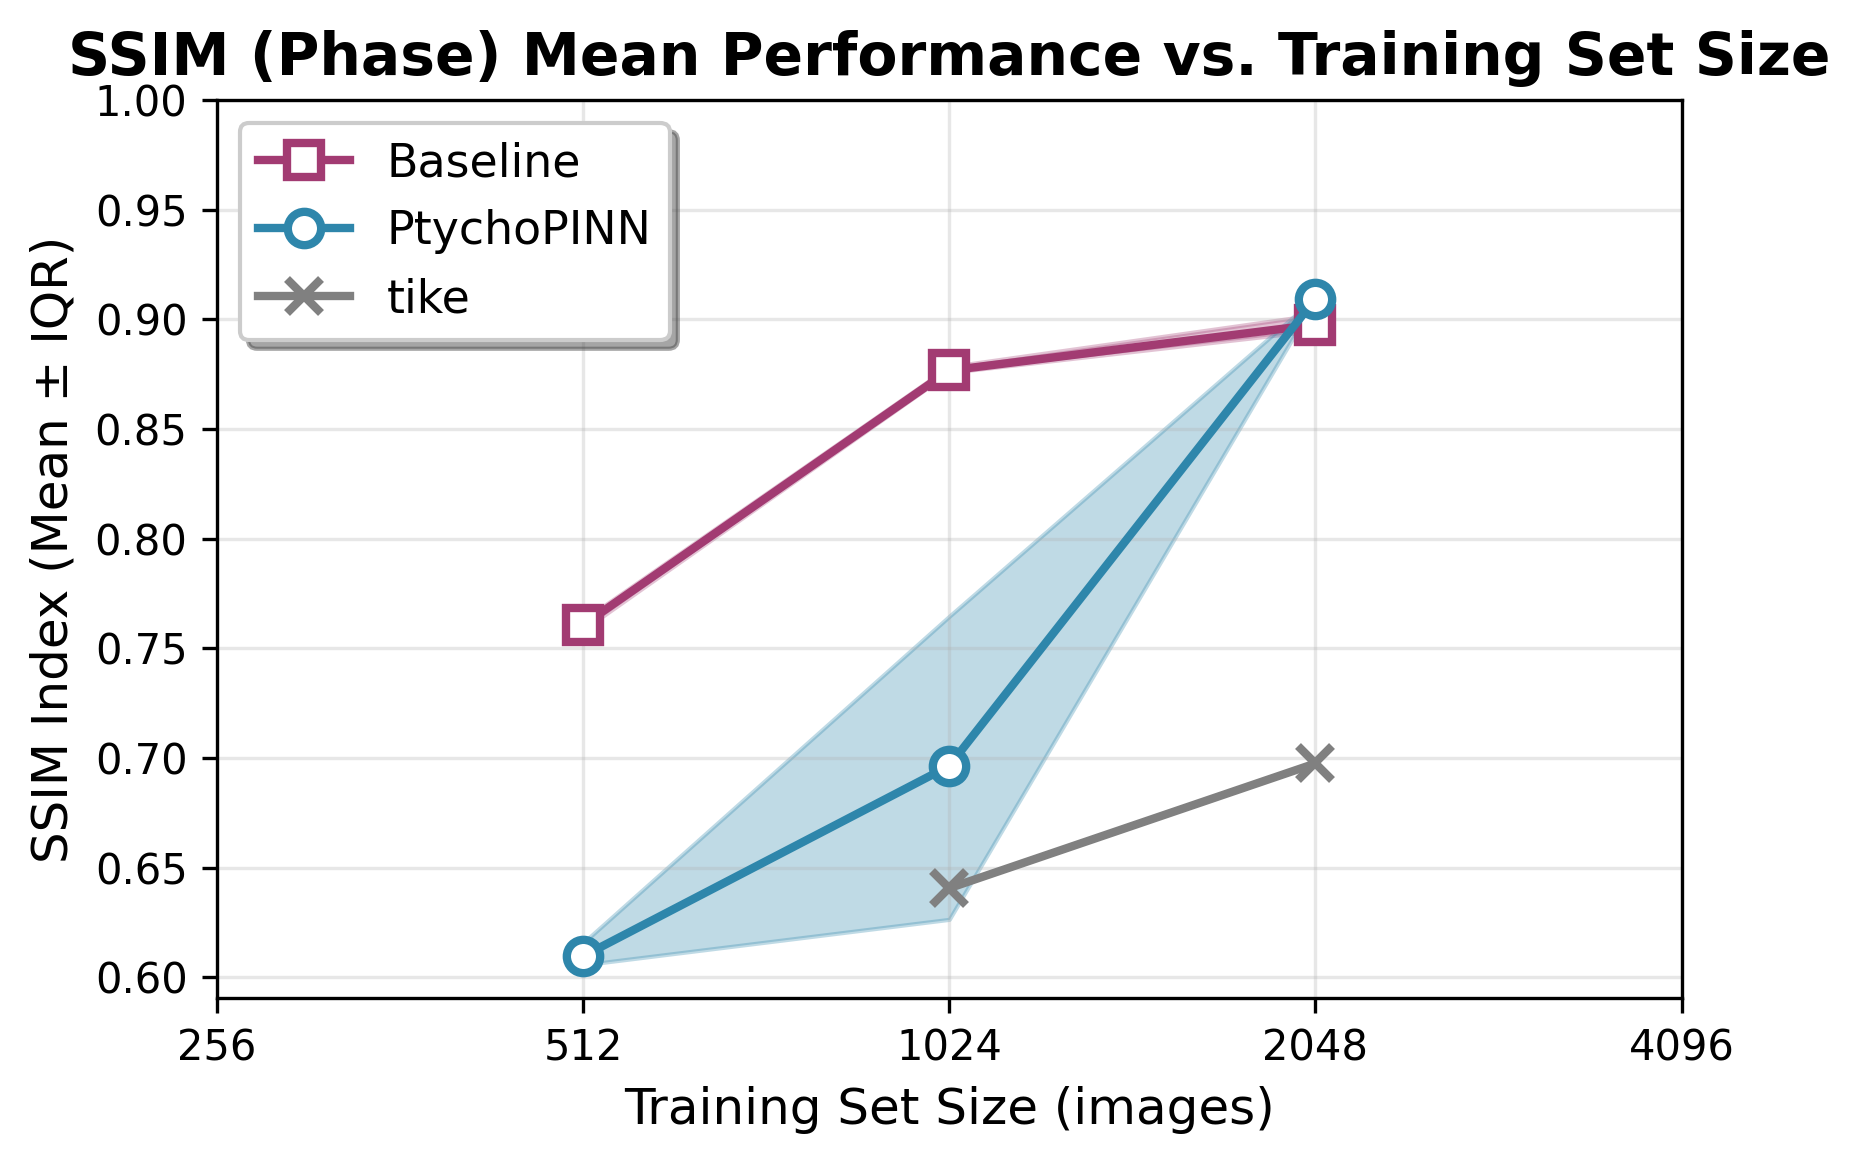 SSIM (Phase) Mean Performance vs. Training Set Size
1.00
0.95
0.90
0.85
0.80
0.75
0.70
0.65
0.60
SSIM Index (Mean ± IQR)
Baseline
PtychoPINN
tike
256 512 1024 2048 4096
Training Set Size (images)